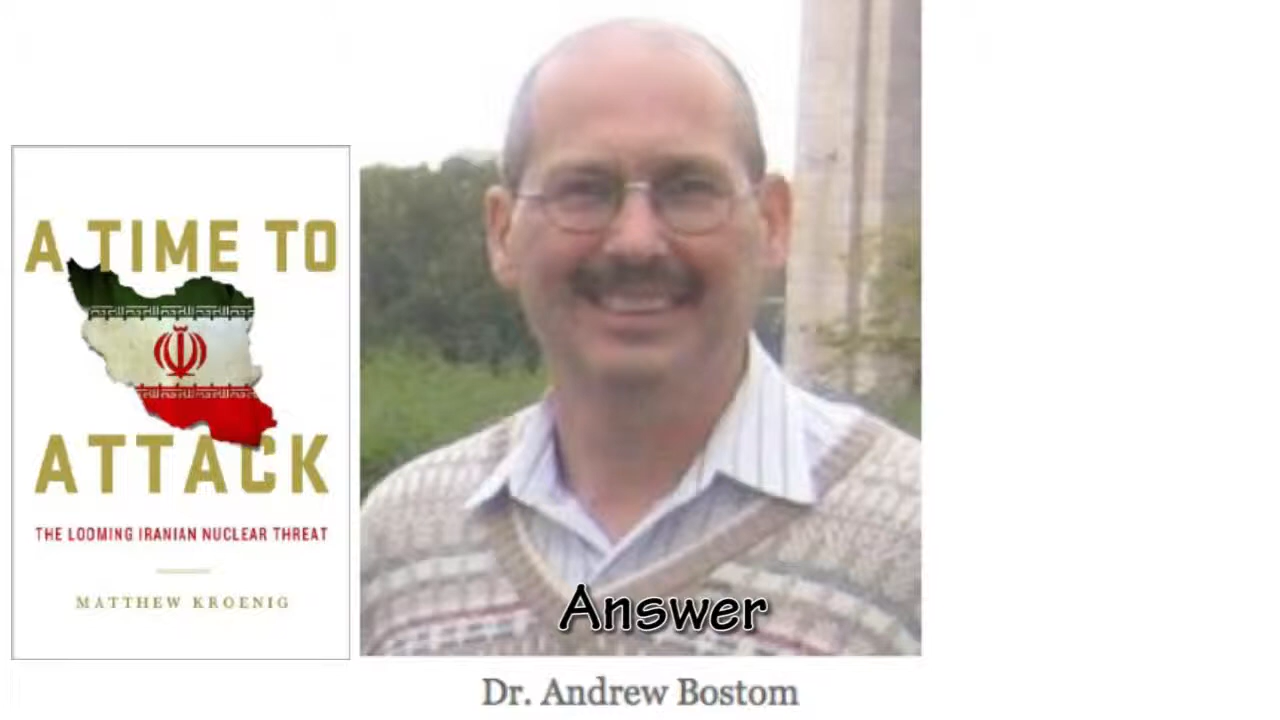 A TIME TO
ATTACK
THE LOOMING IRANIAN NUCLEAR THREAT
MATTHEW KROENIG
Answer
Dr. Andrew Bostom